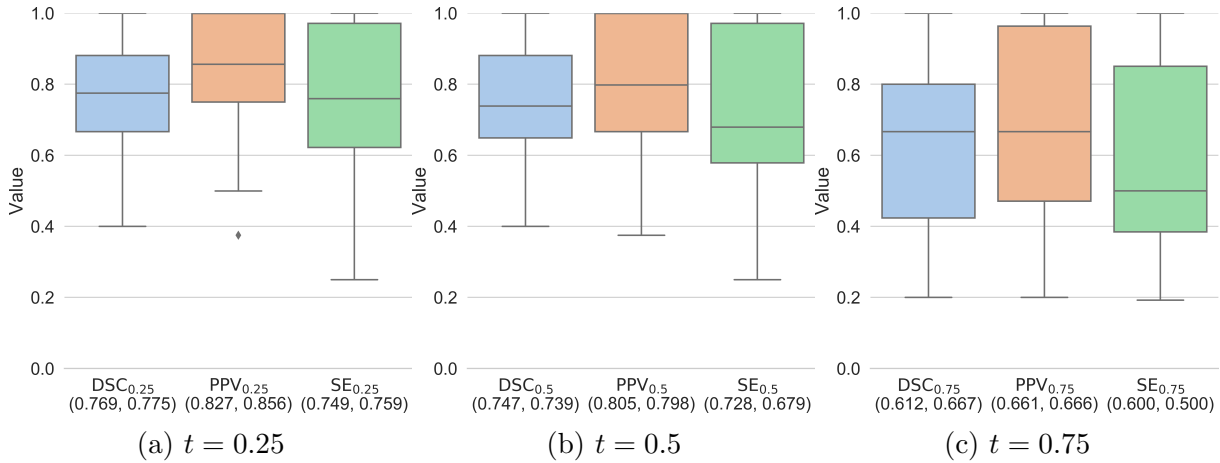 1.0
0.8
0.6
0.4
0.2
0.0
Value
DSC0.25 PPV0.25 SE0.25
(0.769, 0.775) (0.827, 0.856) (0.749, 0.759)
(a) t = 0.25
1.0
0.8
0.6
0.4
0.2
0.0
Value
DSC0.5 PPV0.5 SE0.5
(0.747, 0.739) (0.805, 0.798) (0.728, 0.679)
(b) t = 0.5
1.0
0.8
0.6
0.4
0.2
0.0
Value
DSC0.75 PPV0.75 SE0.75
(0.612, 0.667) (0.661, 0.666) (0.600, 0.500)
(c) t = 0.75